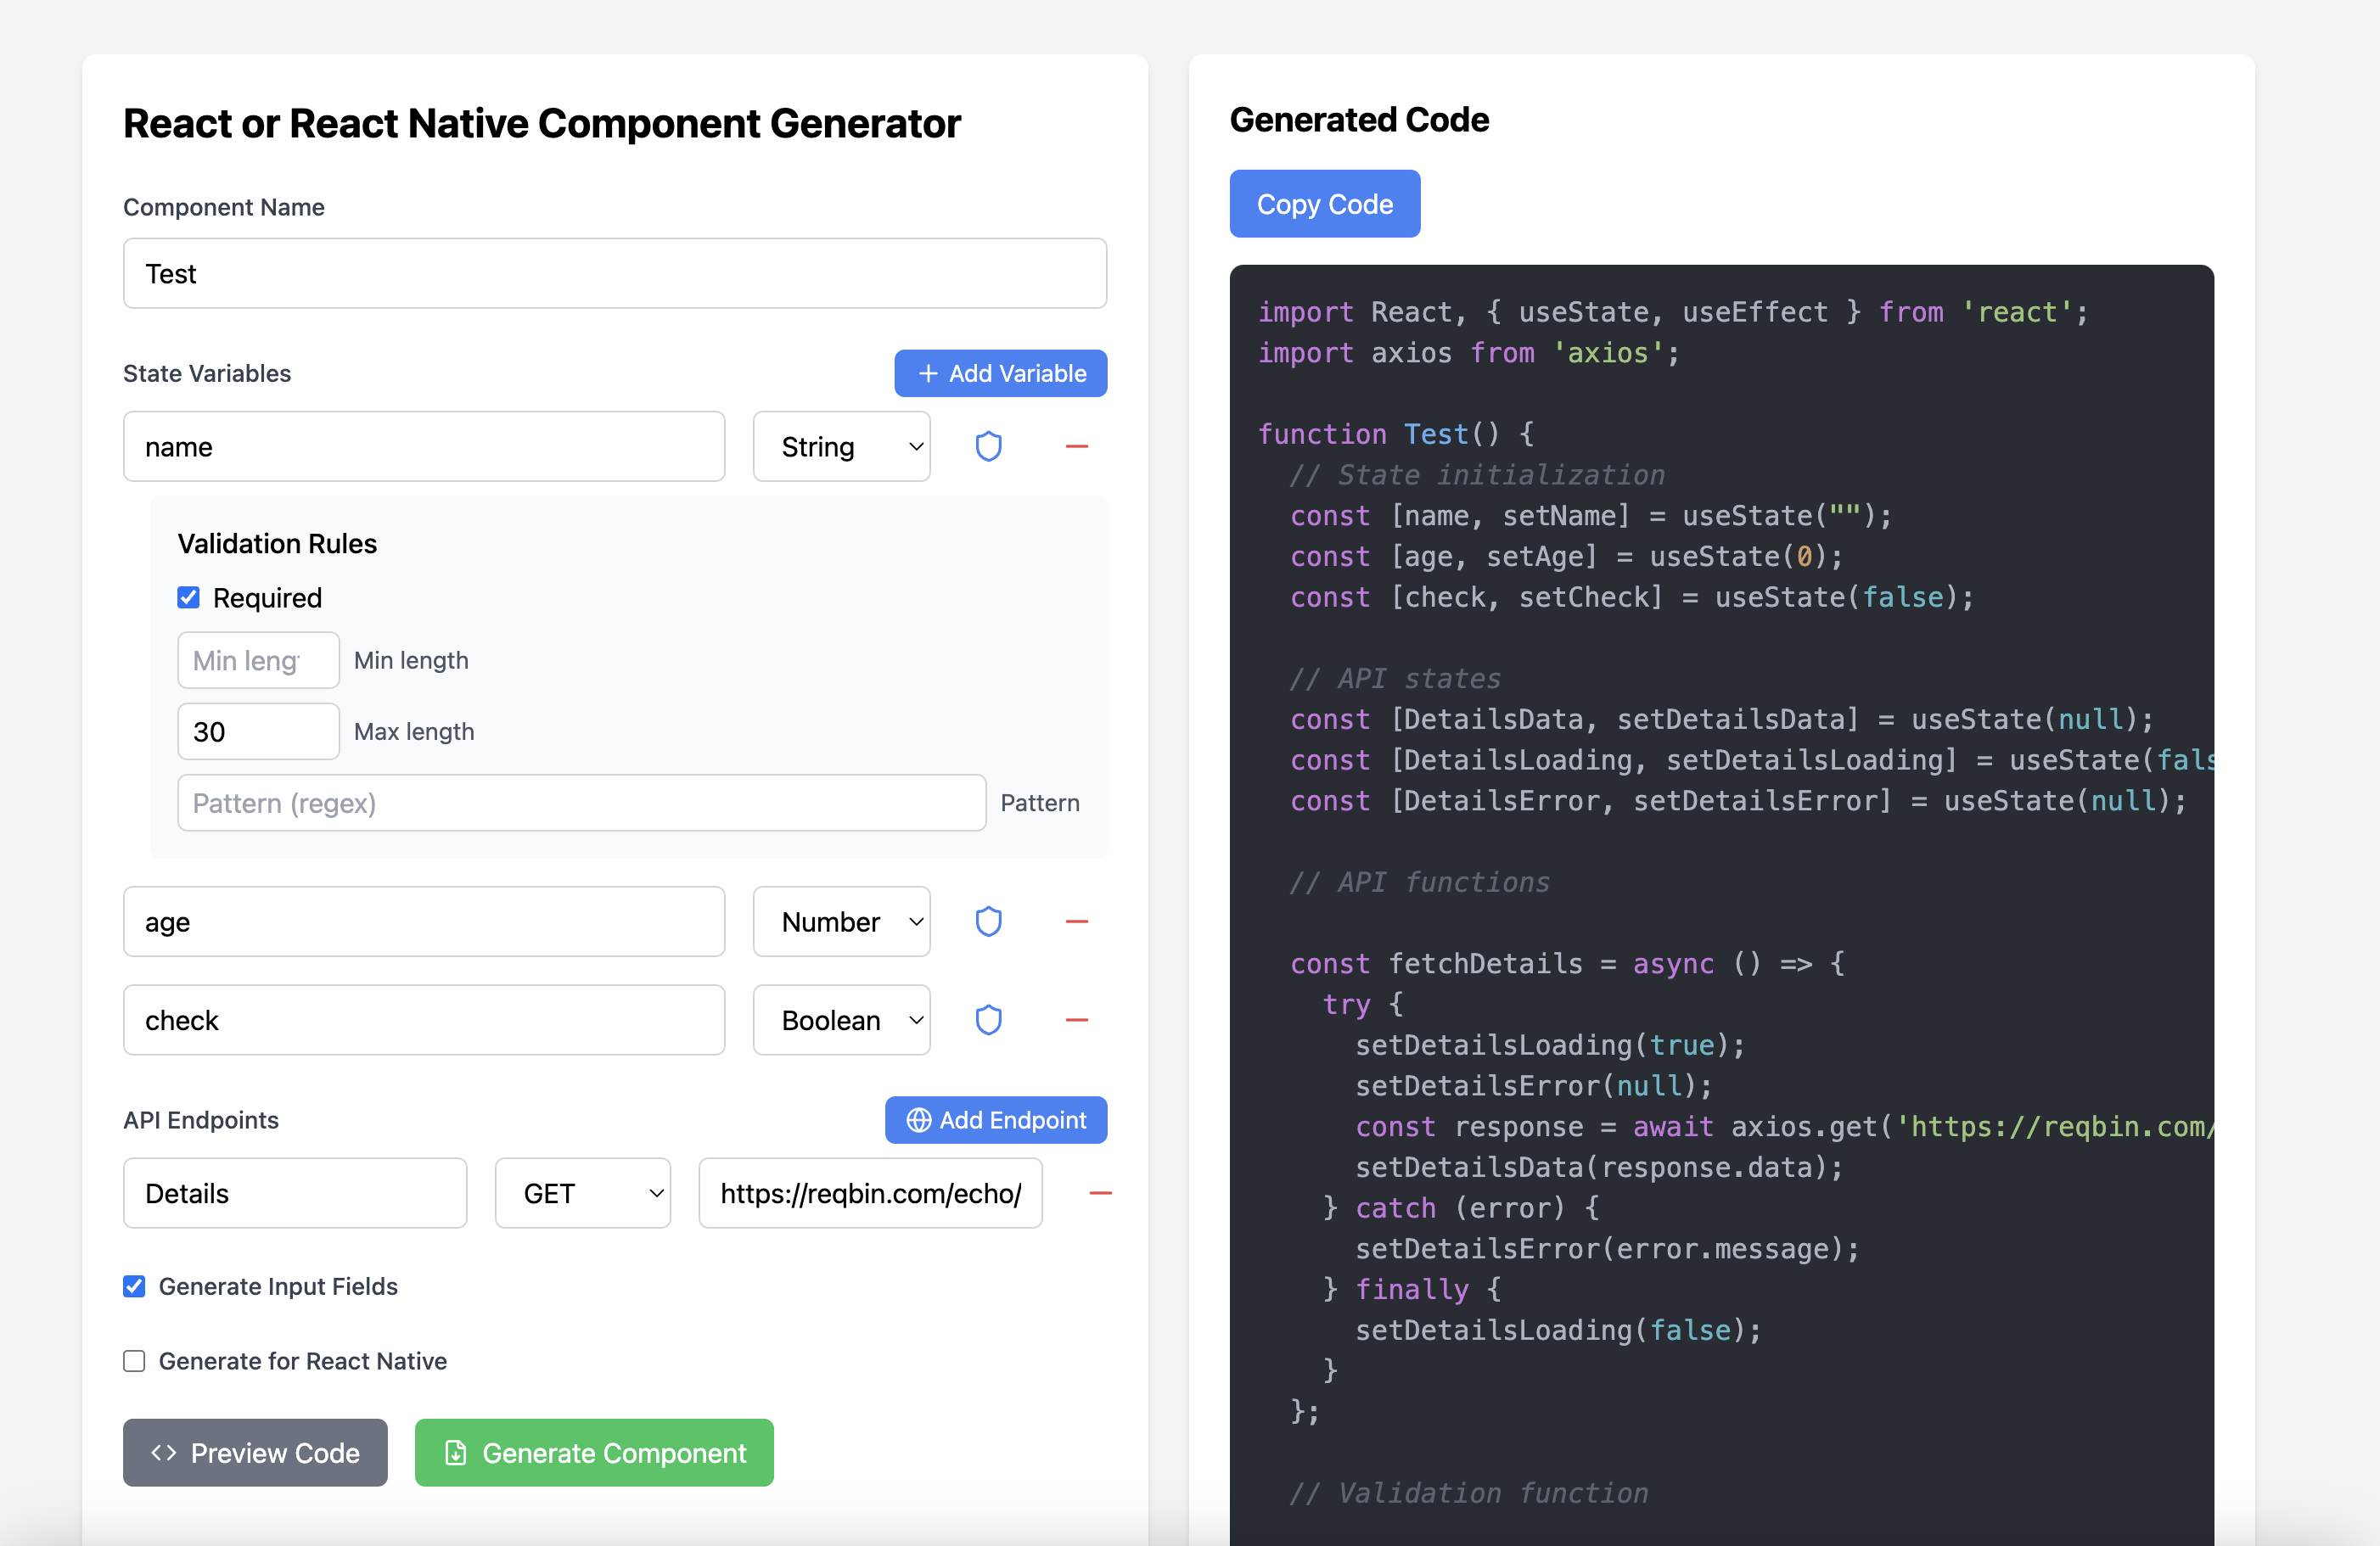 React or React Native Component Generator
Component Name
Test
State Variables
Add Variable
name
String
Validation Rules
Required
Min leng
Min length
30
Max length
Pattern (regex)
Pattern
age
Number
check
Boolean
API Endpoints
Add Endpoint
Details
GET
https://reqbin.com/echo/
Generate Input Fields
Generate for React Native
<> Preview Code
Generate Component
Generated Code
Copy Code
import React, { useState, useEffect } from 'react';
import axios from 'axios';
function Test() {
// State initialization
const [name, setName] = useState("");
const [age, setAge] = useState(0);
const [check, setCheck] = useState(false);
// API states
const [DetailsData, setDetailsData] = useState(null);
const [DetailsLoading, setDetailsLoading] = useState(fals
const [DetailsError, setDetailsError] = useState(null);
// API functions
const fetchDetails = async () => {
try {
setDetailsLoading(true);
setDetailsError(null);
const response = await axios.get('https://reqbin.com/
setDetailsData(response.data);
} catch (error) {
setDetailsError(error.message);
} finally {
setDetailsLoading(false);
}
};
// Validation function